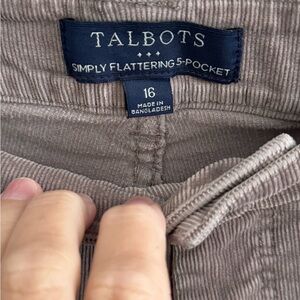 TALBOTS
SIMPLY FLATTERING 5-POCKET
16
MADE IN
BANGLADESH